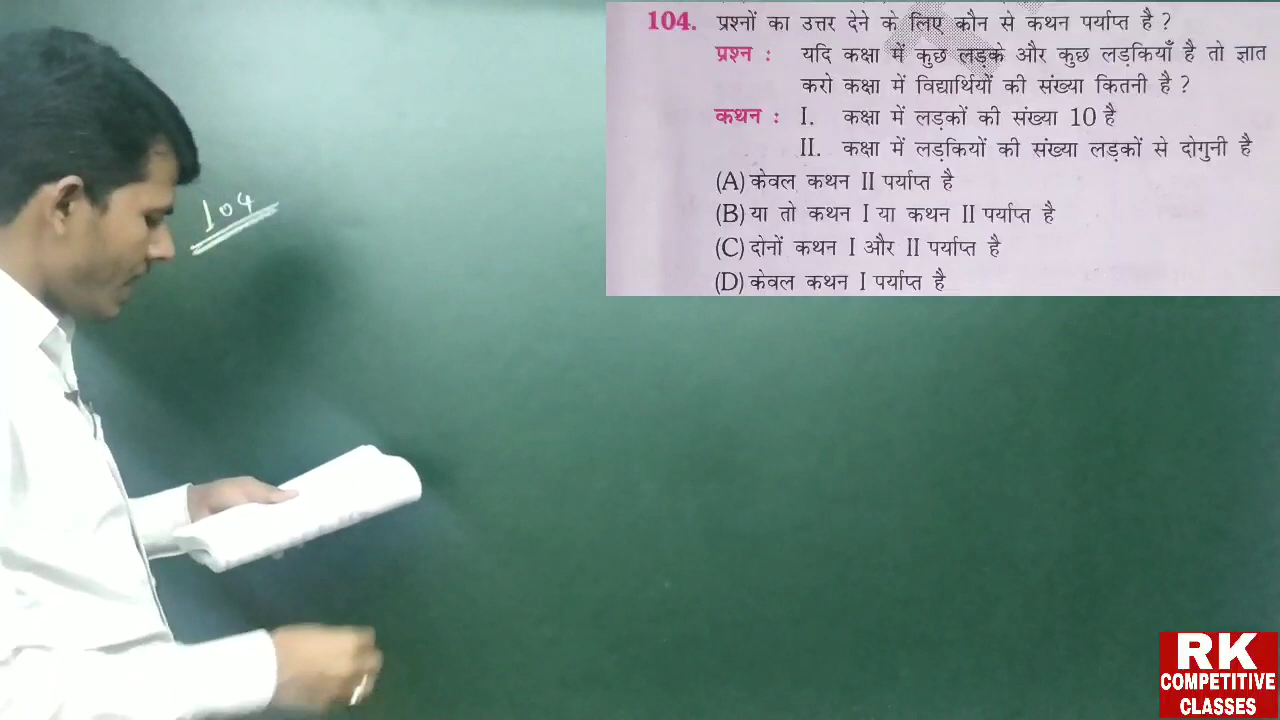 104. प्रश्नों का उत्तर देने के लिए कौन से कथन पर्याप्त है ?
प्रश्न : यदि कक्षा में कुछ लड़के और कुछ लड़कियाँ है तो ज्ञात
करो कक्षा में विद्यार्थियों की संख्या कितनी है ?
कथन : I. कक्षा में लड़कों की संख्या 10 है
II. कक्षा में लड़कियों की संख्या लड़कों से दोगुनी है
(A) केवल कथन II पर्याप्त है
(B) या तो कथन I या कथन II पर्याप्त है
(C) दोनों कथन I और II पर्याप्त है
(D) केवल कथन I पर्याप्त है
104
RK
COMPETITIVE
CLASSES